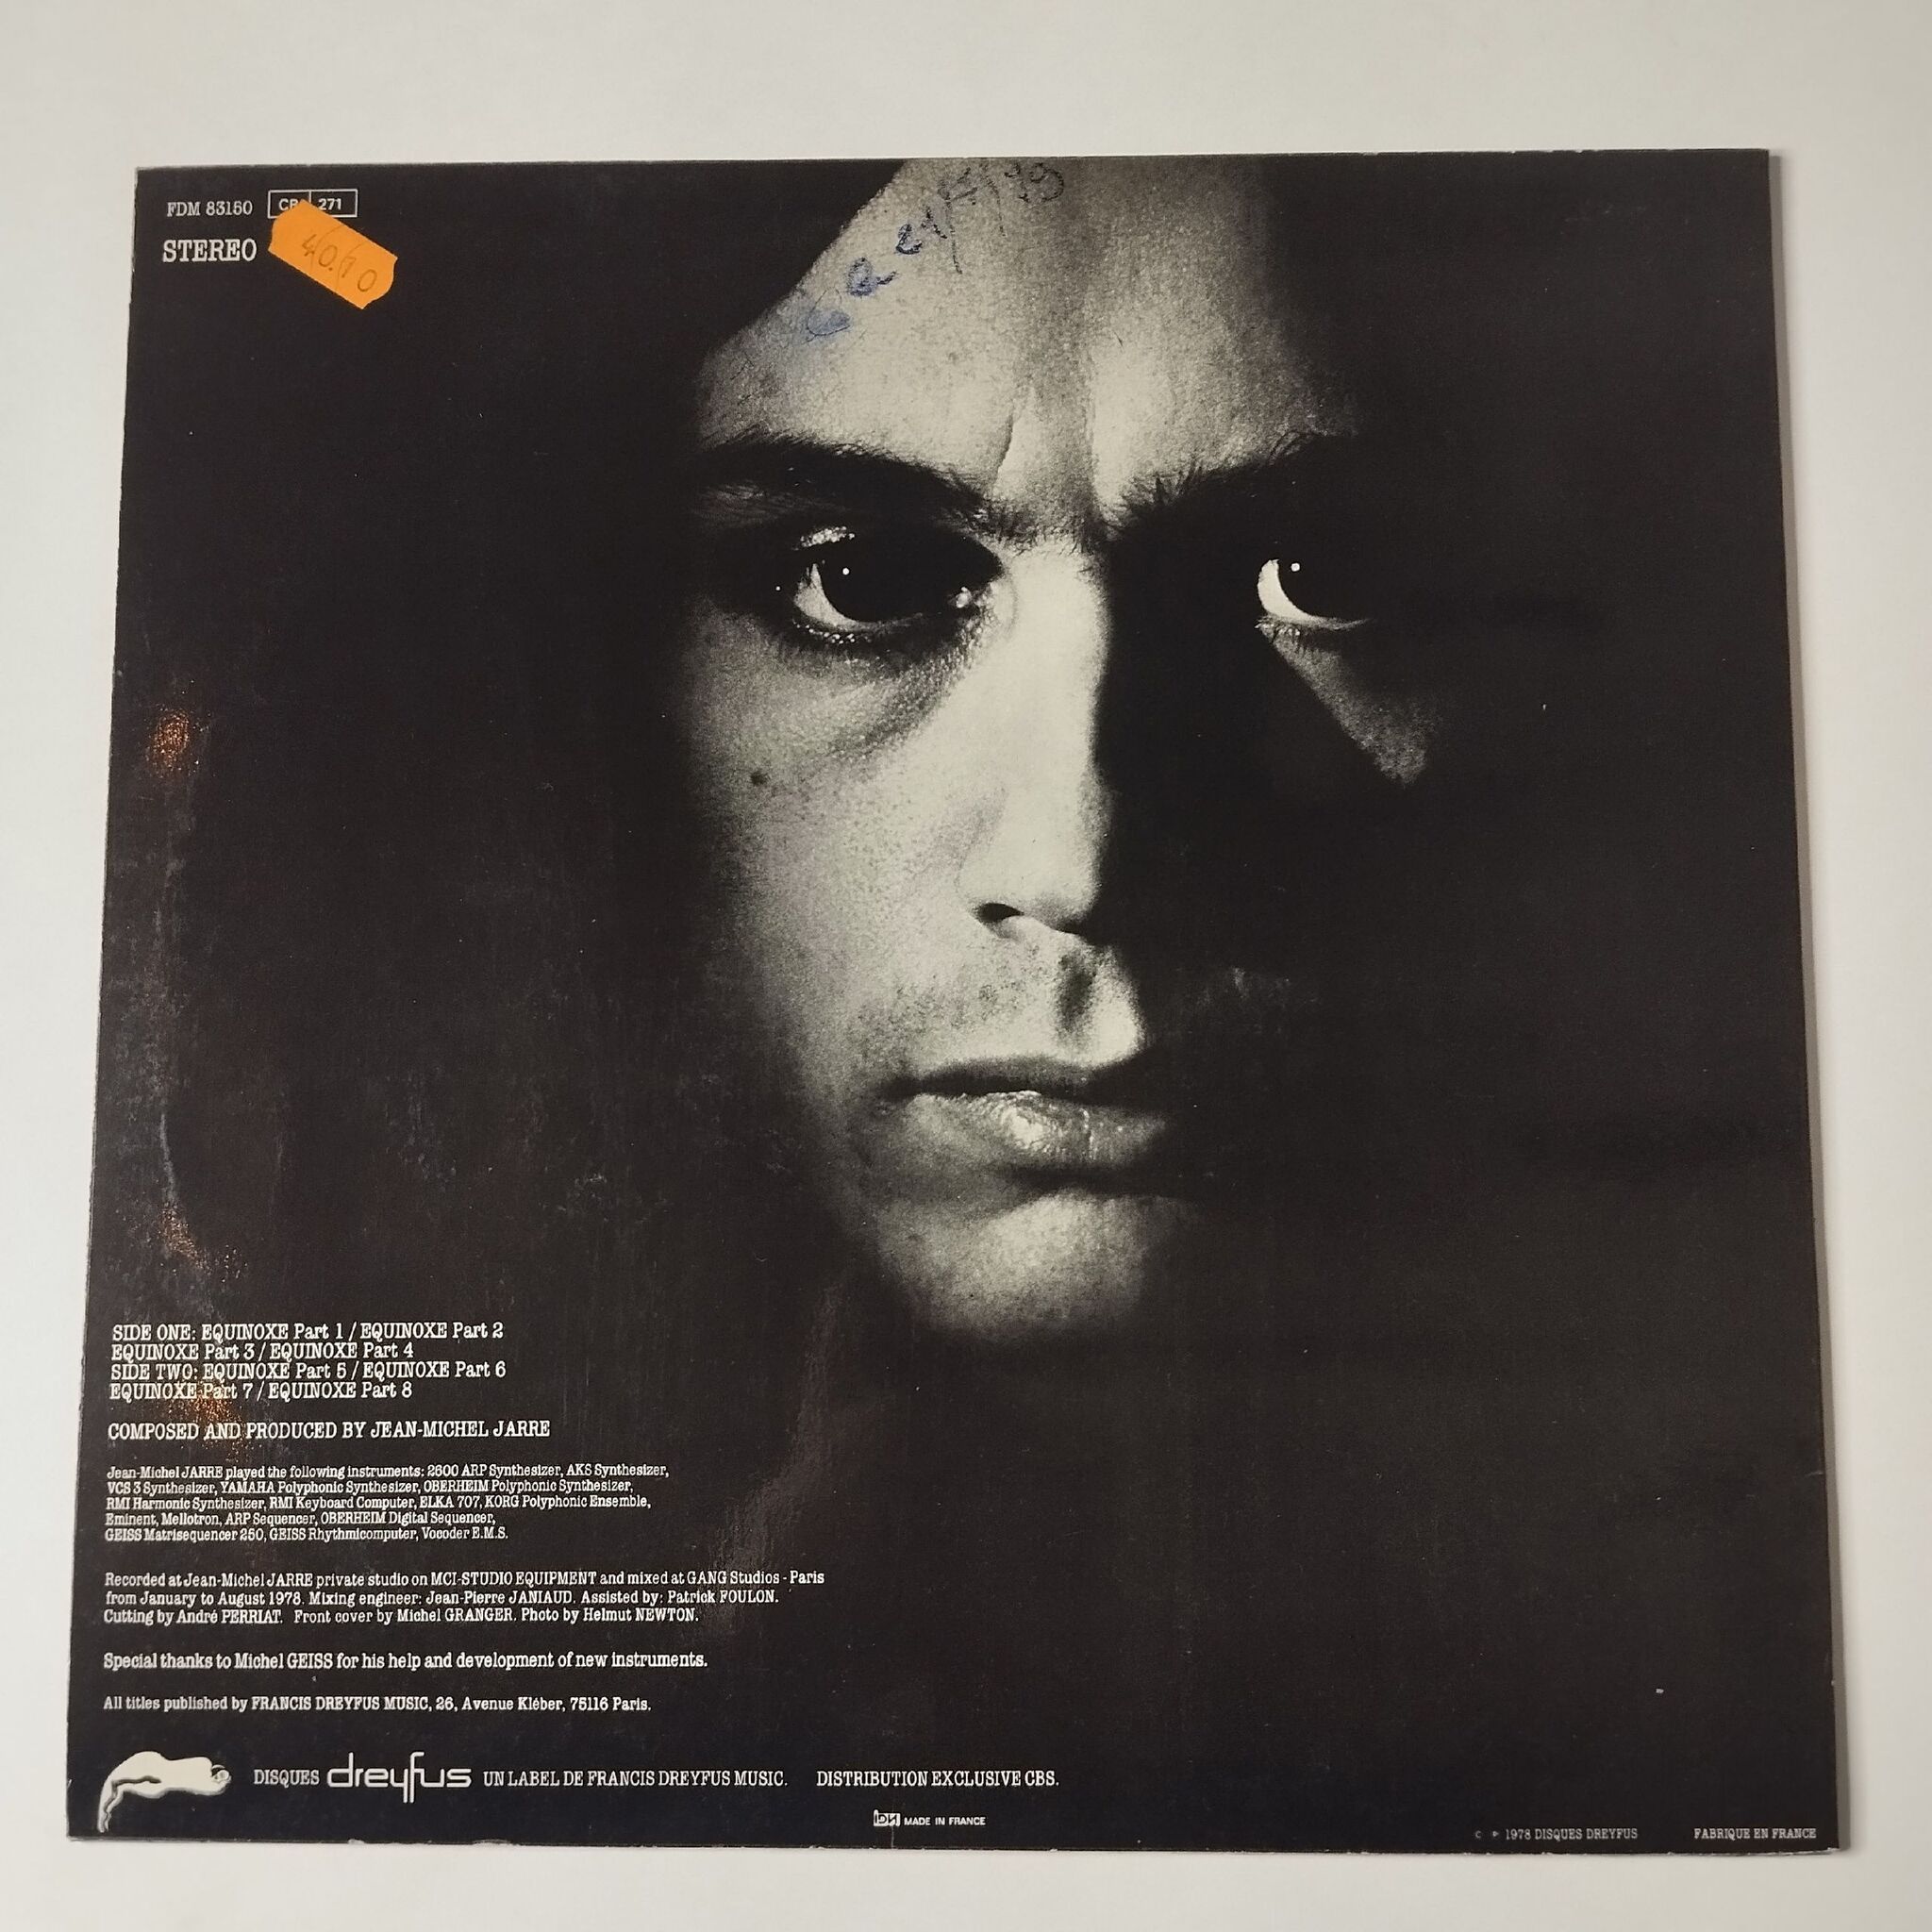 FDM 83150 CB 271
STEREO
40.70
SIDE ONE: EQUINOXE Part 1 / EQUINOXE Part 2
EQUINOXE Part 3 / EQUINOXE Part 4
SIDE TWO: EQUINOXE Part 5 / EQUINOXE Part 6
EQUINOXE Part 7 / EQUINOXE Part 8
COMPOSED AND PRODUCED BY JEAN-MICHEL JARRE
Jean-Michel JARRE played the following instruments: 2600 ARP Synthesizer, AKS Synthesizer,
VCS 3 Synthesizer, YAMAHA Polyphonic Synthesizer, OBERHEIM Polyphonic Synthesizer,
RMI Harmonic Synthesizer, RMI Keyboard Computer, ELKA 707, KORG Polyphonic Ensemble,
Eminent, Mellotron, ARP Sequencer, OBERHEIM Digital Sequencer,
GEISS Matrisequencer 250, GEISS Rhythmicomputer, Vocoder E.M.S.
Recorded at Jean-Michel JARRE private studio on MCI-STUDIO EQUIPMENT and mixed at GANG Studios - Paris
from January to August 1978. Mixing engineer: Jean-Pierre JANIAUD. Assisted by: Patrick FOULON.
Cutting by André PERRIAT. Front cover by Michel GRANGER. Photo by Helmut NEWTON.
Special thanks to Michel GEISS for his help and development of new instruments.
All titles published by FRANCIS DREYFUS MUSIC, 26, Avenue Kléber, 75116 Paris.
DISQUES dreyfus UN LABEL DE FRANCIS DREYFUS MUSIC. DISTRIBUTION EXCLUSIVE CBS.
MADE IN FRANCE
C P 1978 DISQUES DREYFUS FABRIQUE EN FRANCE